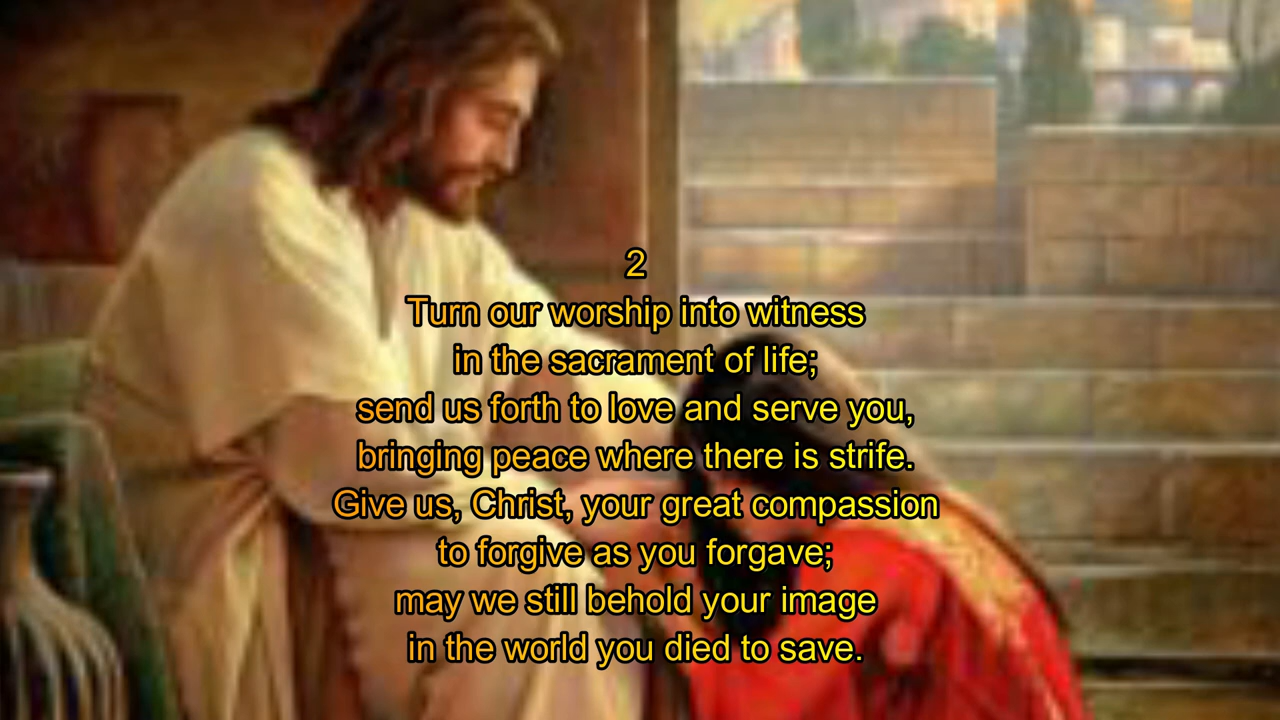 2
Turn our worship into witness
in the sacrament of life;
send us forth to love and serve you,
bringing peace where there is strife.
Give us, Christ, your great compassion
to forgive as you forgave;
may we still behold your image
in the world you died to save.